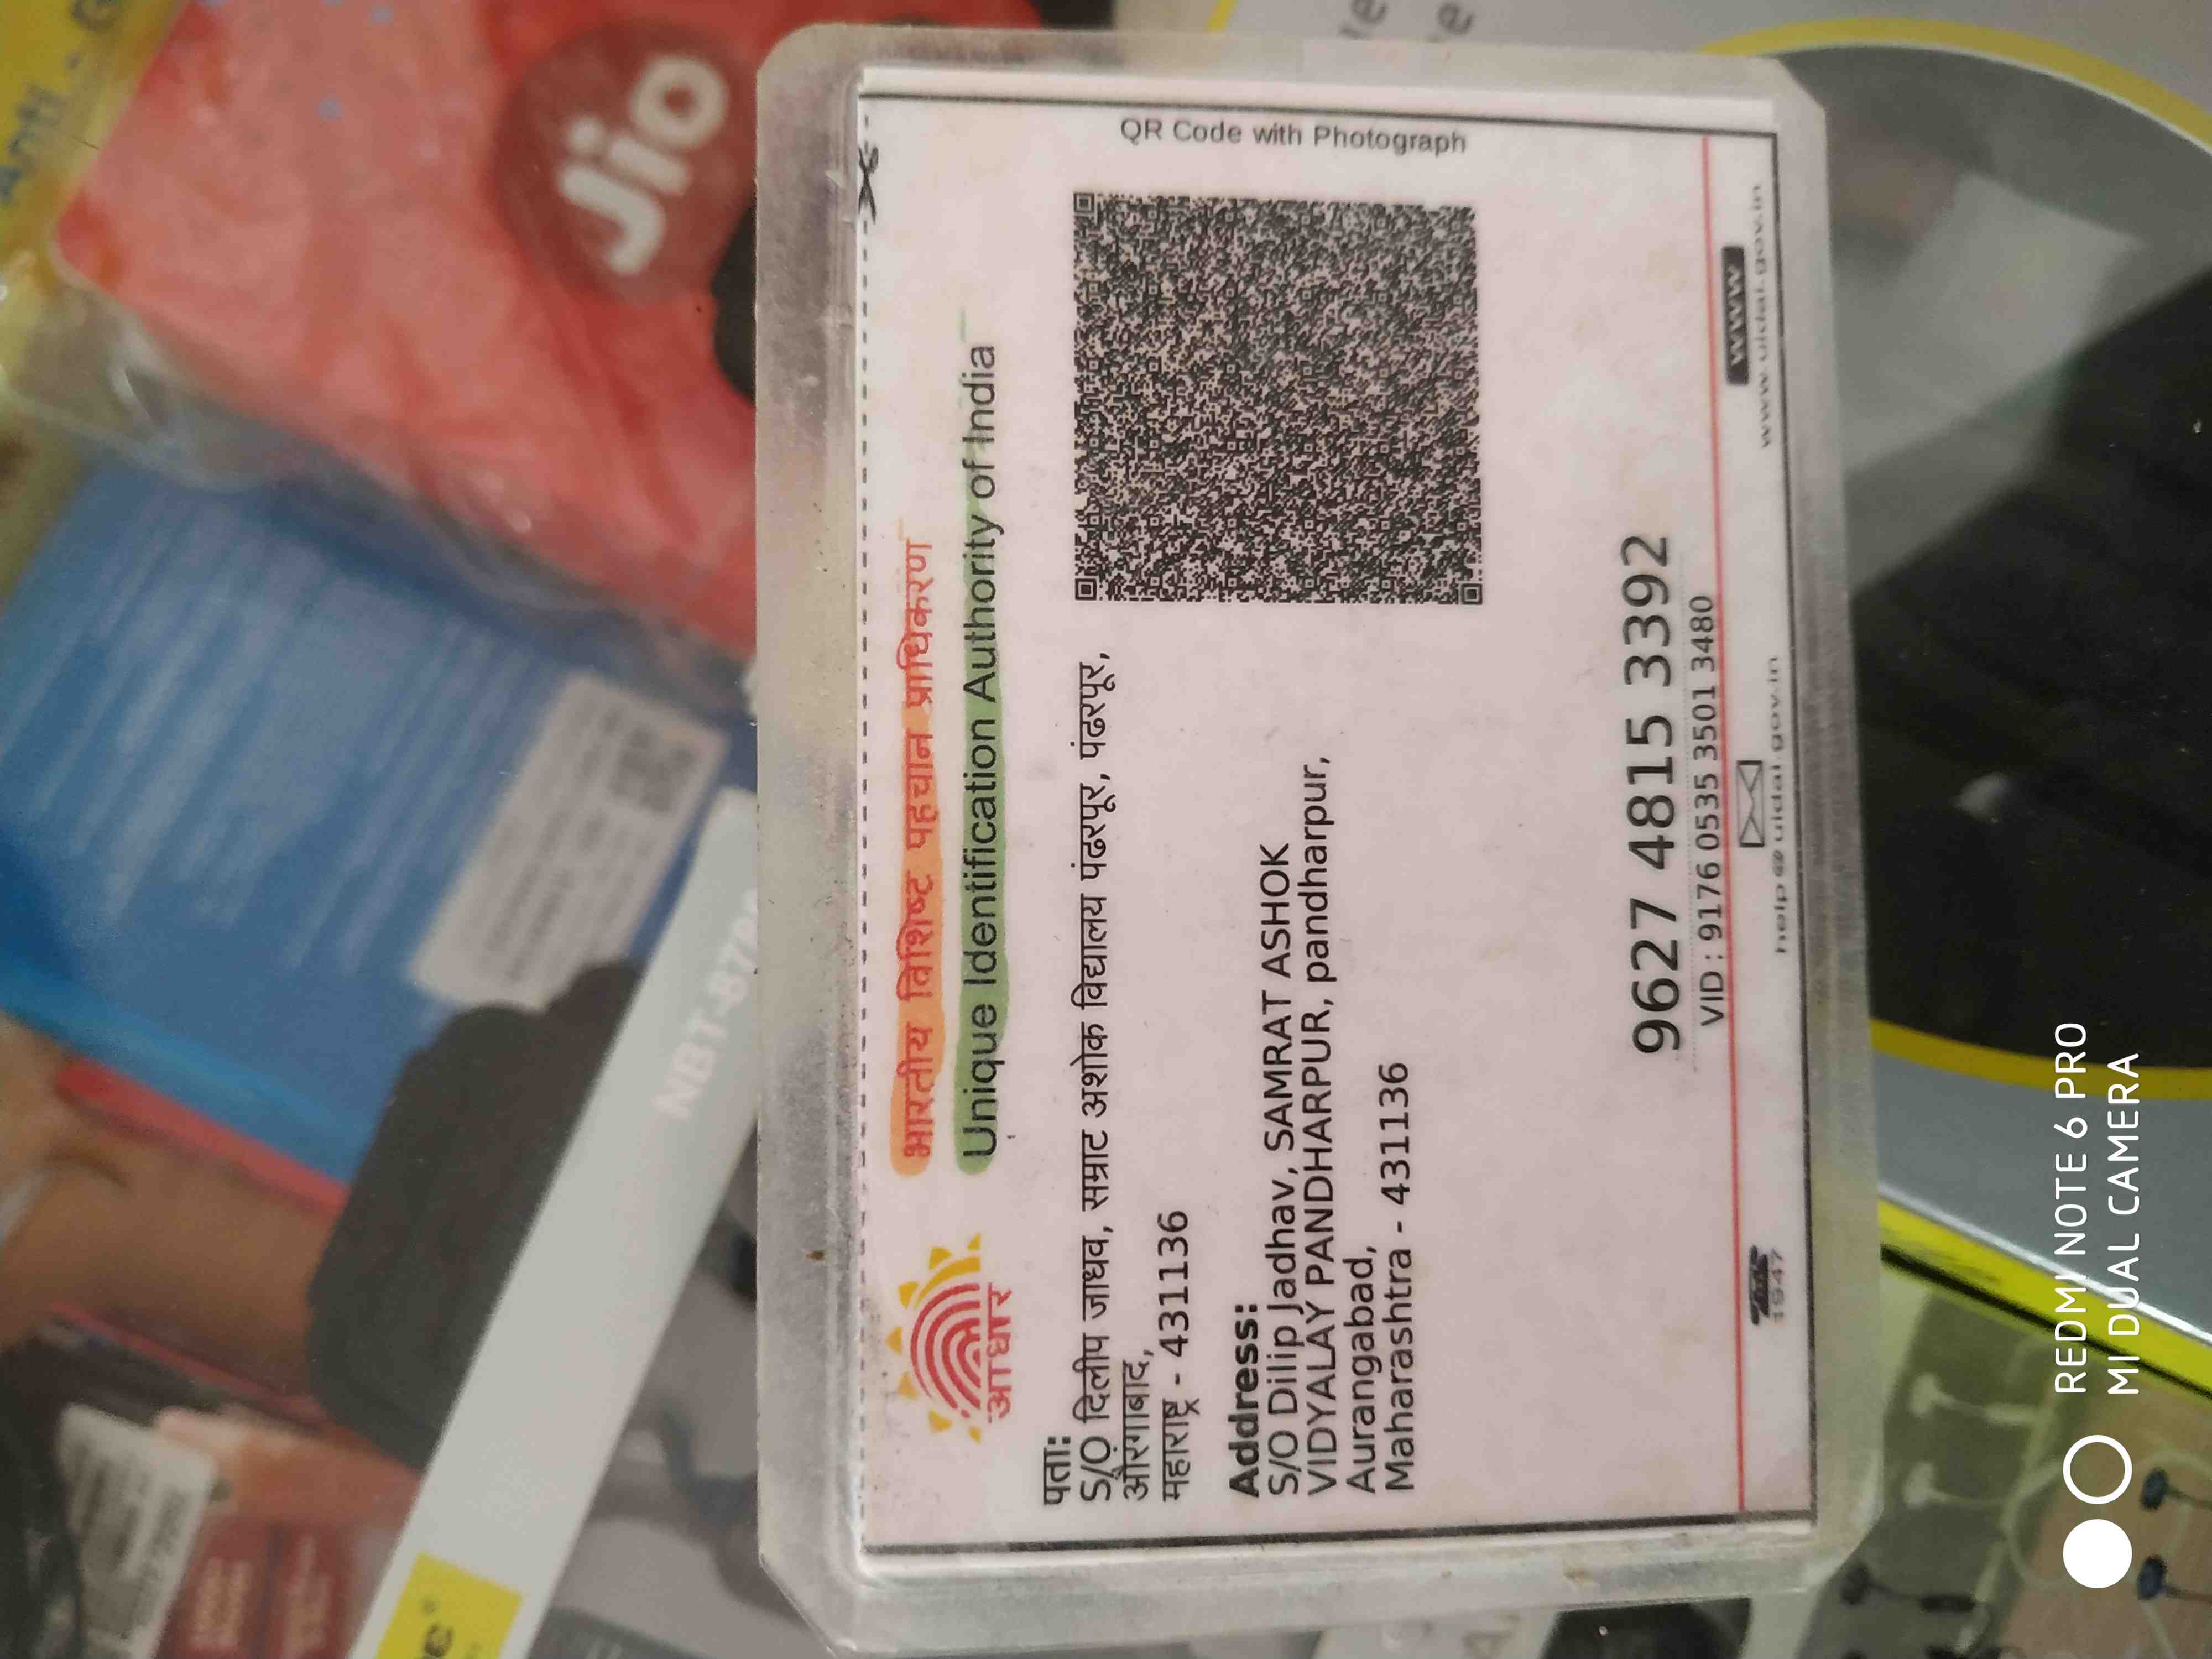 भारतीय विशिष्ट पहचान प्राधिकरण
Unique Identification Authority of India
आधार
पता:
S/O दिलीप जाधव, सम्राट अशोक विद्यालय पंढरपूर, पंढरपूर,
औरंगाबाद,
महाराष्ट्र - 431136
Address:
S/O Dilip Jadhav, SAMRAT ASHOK
VIDYALAY PANDHARPUR, pandharpur,
Aurangabad,
Maharashtra - 431136
QR Code with Photograph
9627 4815 3392
VID : 9176 0535 3501 3480
1947
help@uidai.gov.in
www
www.uidai.gov.in
Jio
REDMI NOTE 6 PRO
MI DUAL CAMERA